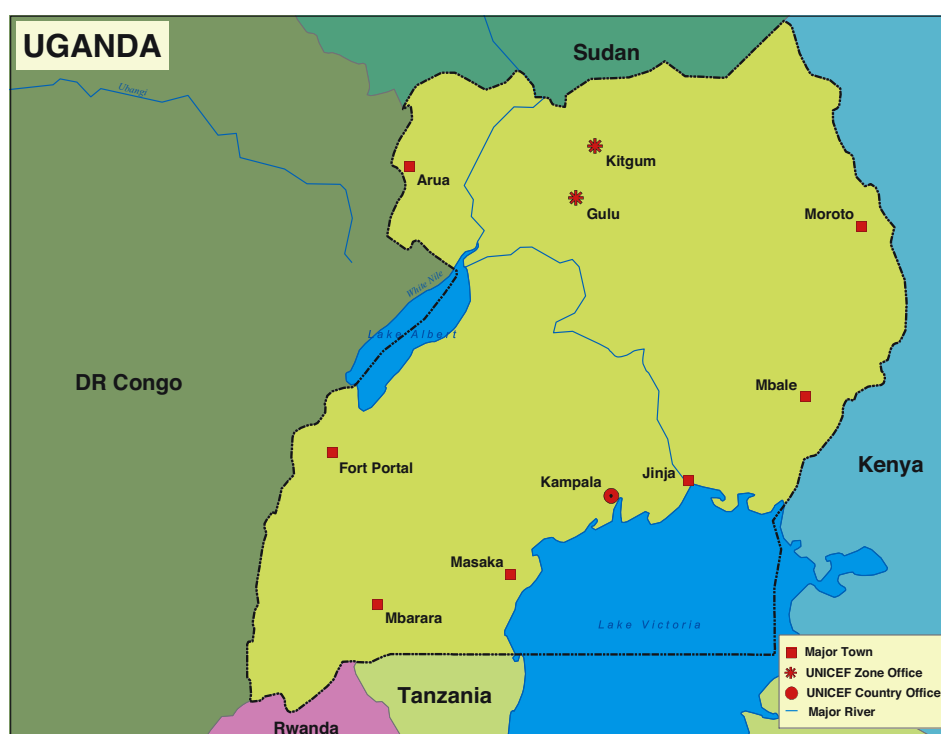 UGANDA
Sudan
Ubangi
Kitgum
Arua
Gulu
Moroto
White Nile
Lake Albert
DR Congo
Mbale
Fort Portal
Kenya
Jinja
Kampala
Masaka
Mbarara
Lake Victoria
Tanzania
Rwanda
Major Town
UNICEF Zone Office
UNICEF Country Office
Major River